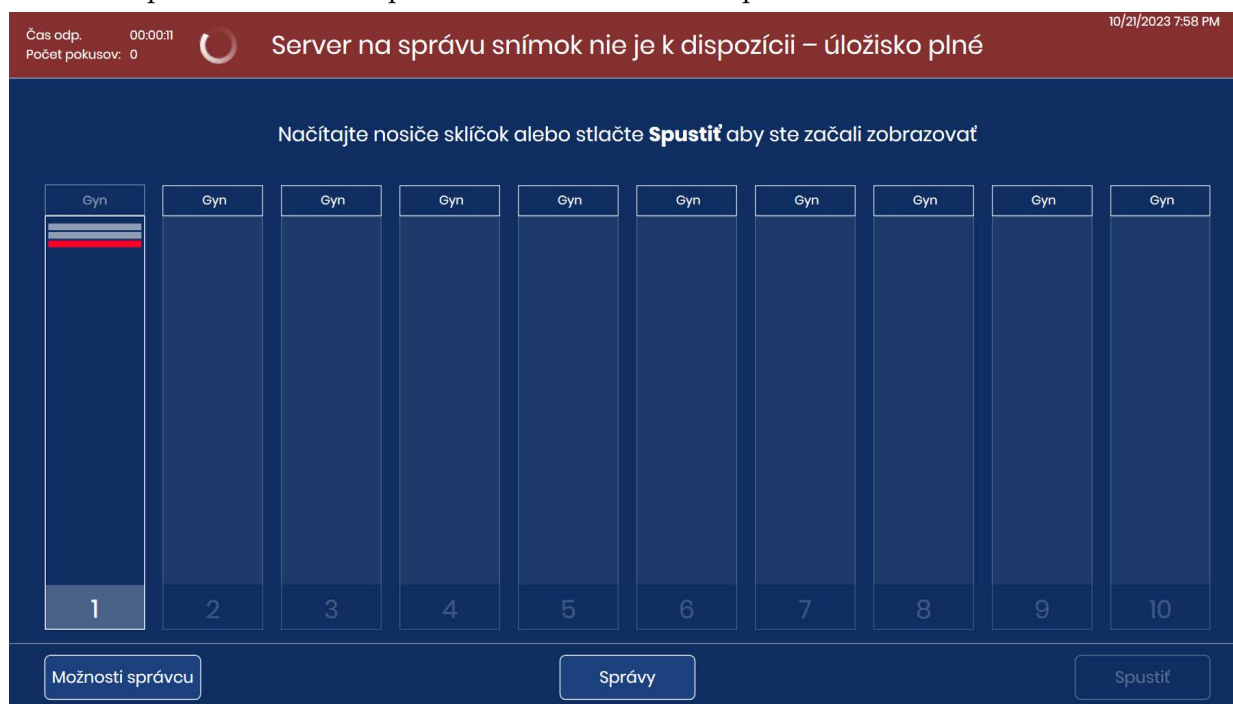 Čas odp. 00:00:11
Počet pokusov: 0
Server na správu snímok nie je k dispozícii – úložisko plné
10/21/2023 7:58 PM
Načítajte nosiče sklíčok alebo stlačte Spustiť aby ste začali zobrazovať
Gyn Gyn Gyn Gyn Gyn Gyn Gyn Gyn Gyn Gyn
1 2 3 4 5 6 7 8 9 10
Možnosti správcu Správy Spustiť